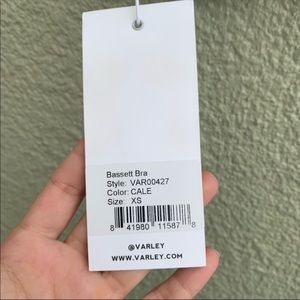 Bassett Bra
Style: VAR00427
Color: CALE
Size: XS
8 41980 11587 8
@VARLEY
WWW.VARLEY.COM